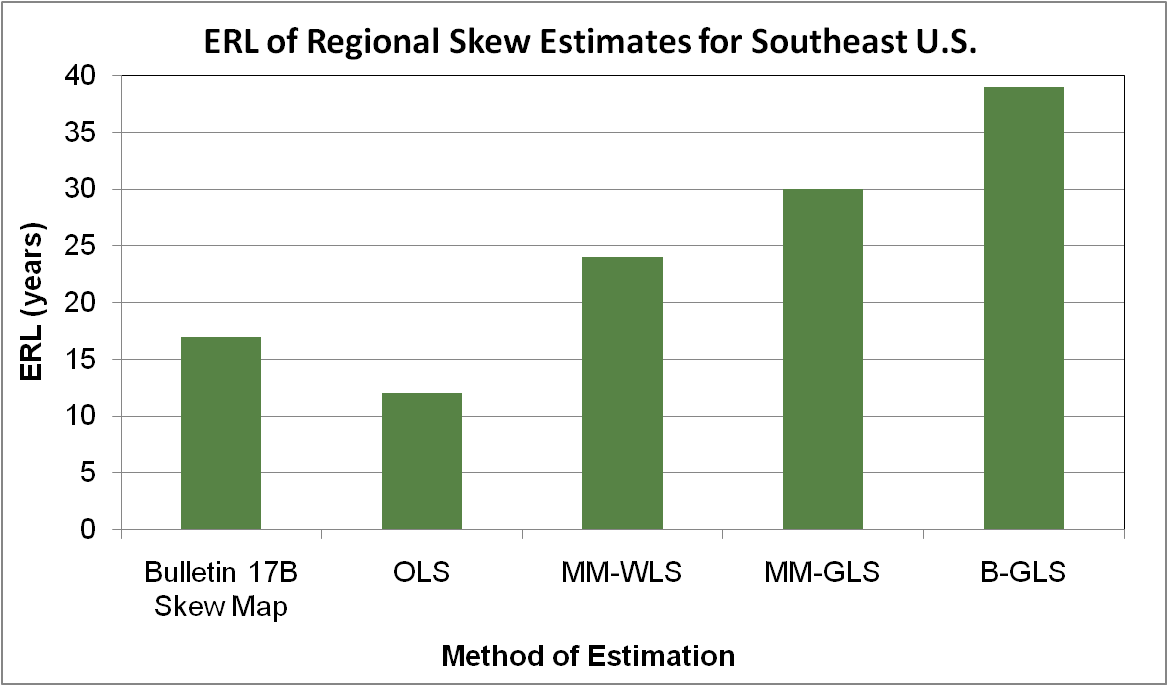 ERL of Regional Skew Estimates for Southeast U.S.
40
35
30
25
20
15
10
5
0
ERL (years)
Bulletin 17B
Skew Map
OLS
MM-WLS
MM-GLS
B-GLS
Method of Estimation